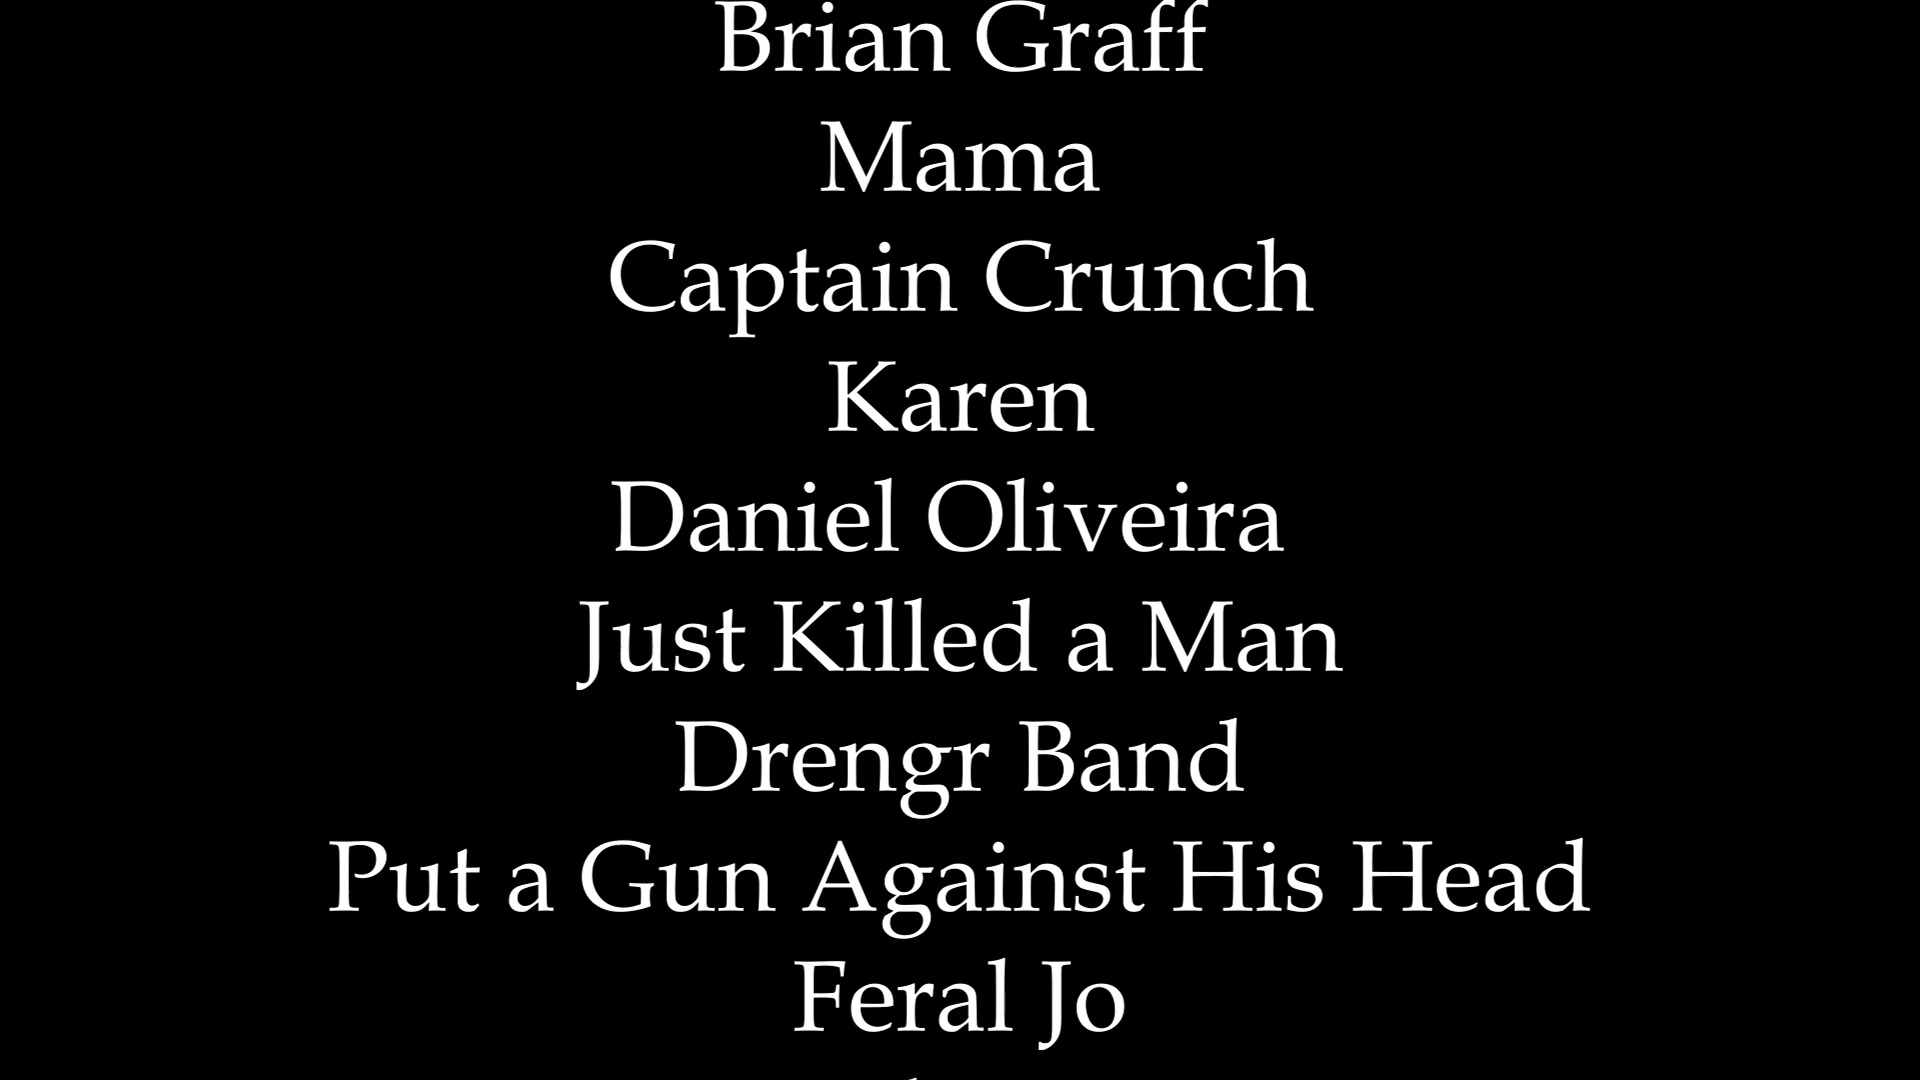 Brian Graff
Mama
Captain Crunch
Karen
Daniel Oliveira
Just Killed a Man
Drengr Band
Put a Gun Against His Head
Feral Jo